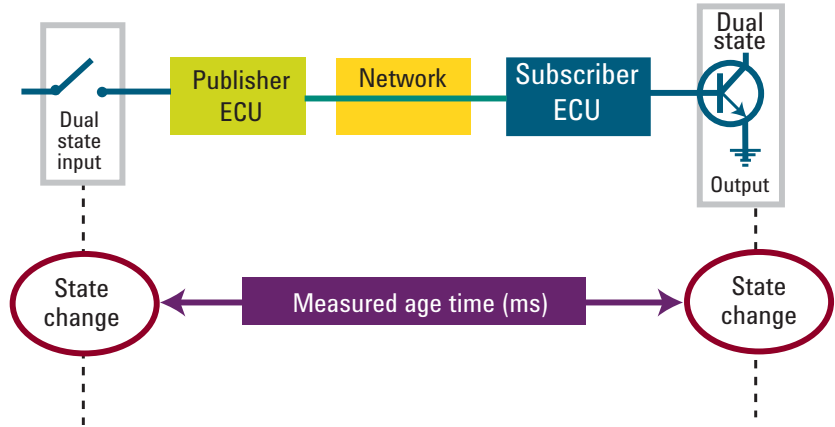 Dual
state
input
Publisher
ECU
Network
Subscriber
ECU
Dual
state
Output
State
change
Measured age time (ms)
State
change